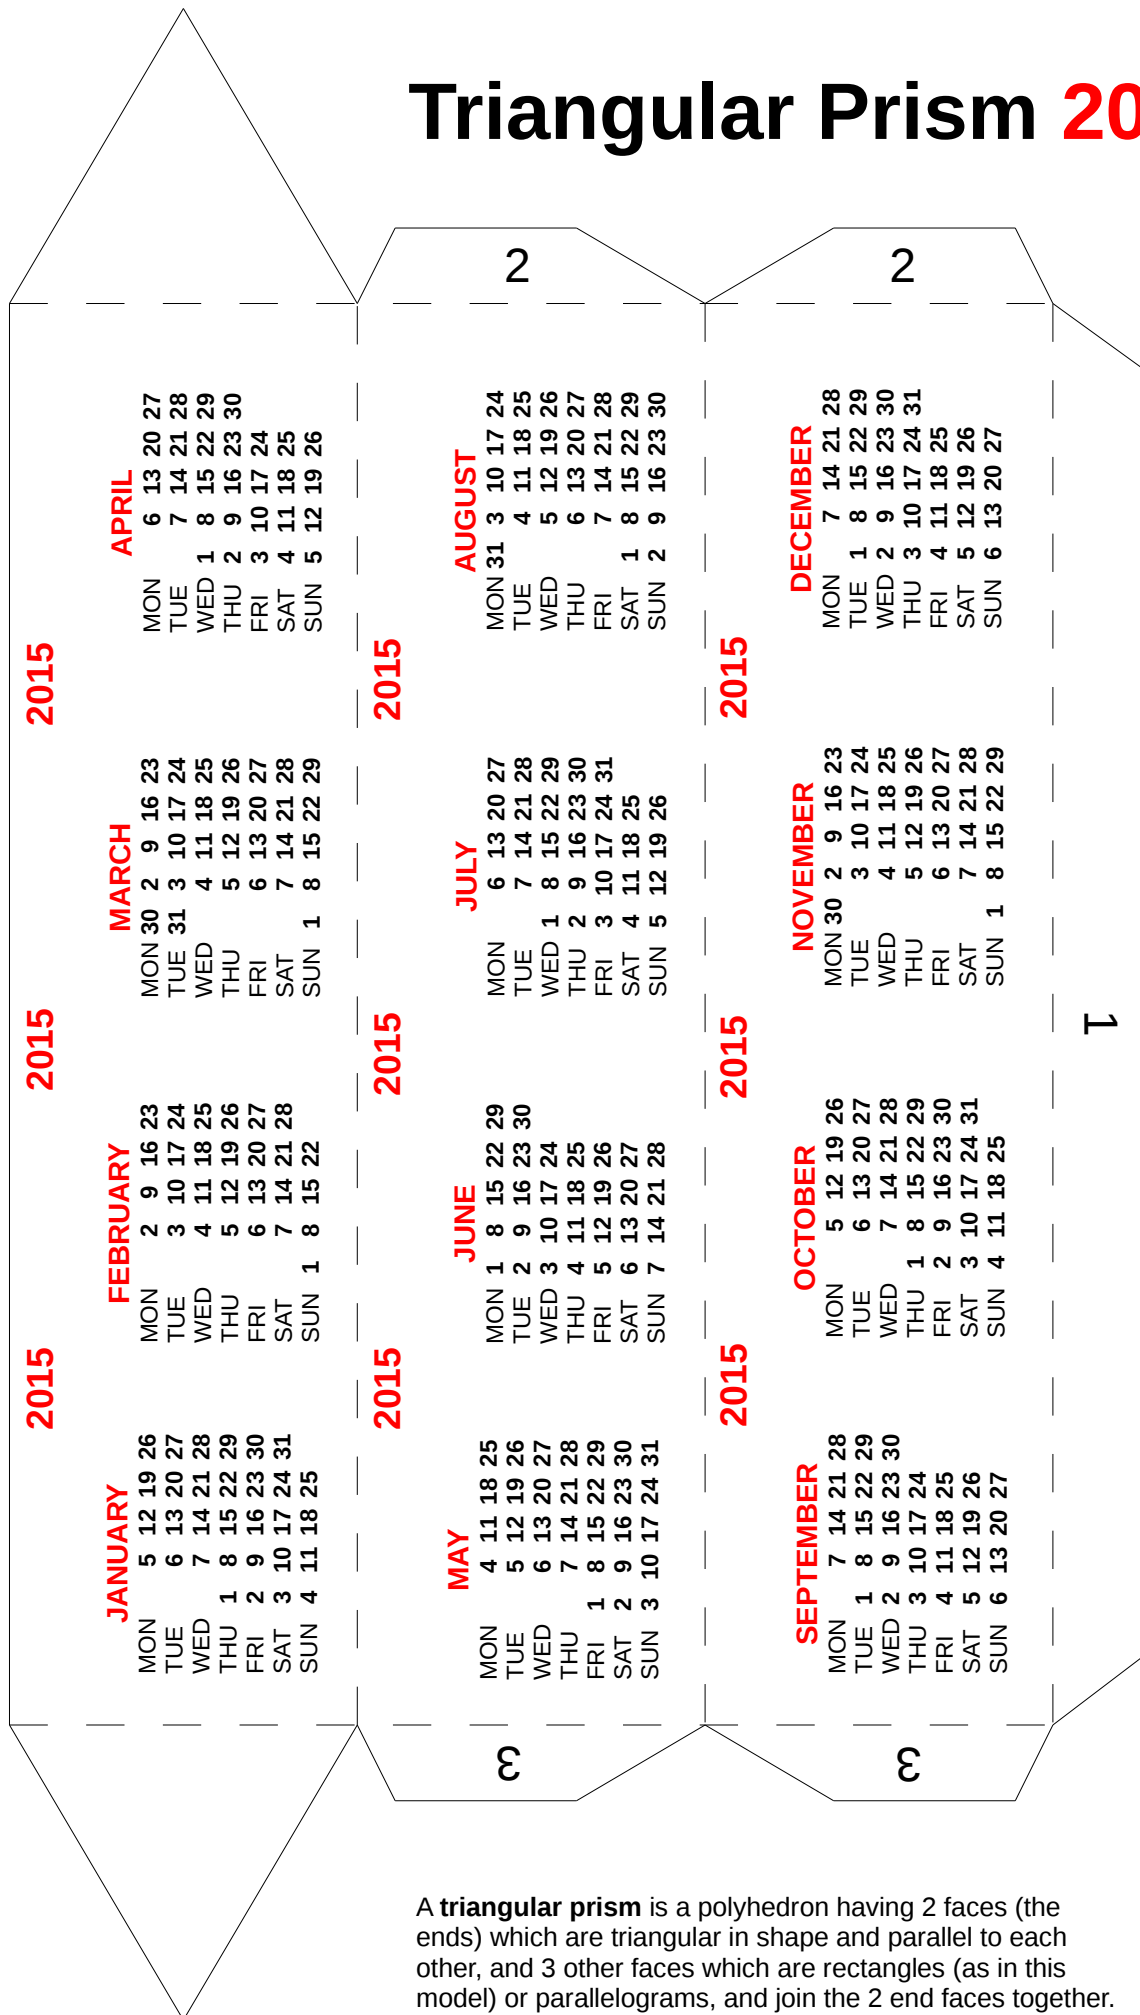 Triangular Prism 20
2
2
1
2015
JANUARY
MON 5 12 19 26
TUE 6 13 20 27
WED 7 14 21 28
THU 1 8 15 22 29
FRI 2 9 16 23 30
SAT 3 10 17 24 31
SUN 4 11 18 25
2015
FEBRUARY
MON 2 9 16 23
TUE 3 10 17 24
WED 4 11 18 25
THU 5 12 19 26
FRI 6 13 20 27
SAT 7 14 21 28
SUN 1 8 15 22
2015
MARCH
MON 30 2 9 16 23
TUE 31 3 10 17 24
WED 4 11 18 25
THU 5 12 19 26
FRI 6 13 20 27
SAT 7 14 21 28
SUN 1 8 15 22 29
APRIL
MON 6 13 20 27
TUE 7 14 21 28
WED 1 8 15 22 29
THU 2 9 16 23 30
FRI 3 10 17 24
SAT 4 11 18 25
SUN 5 12 19 26
2015
MAY
MON 4 11 18 25
TUE 5 12 19 26
WED 6 13 20 27
THU 7 14 21 28
FRI 1 8 15 22 29
SAT 2 9 16 23 30
SUN 3 10 17 24 31
2015
JUNE
MON 1 8 15 22 29
TUE 2 9 16 23 30
WED 3 10 17 24
THU 4 11 18 25
FRI 5 12 19 26
SAT 6 13 20 27
SUN 7 14 21 28
2015
JULY
MON 6 13 20 27
TUE 7 14 21 28
WED 1 8 15 22 29
THU 2 9 16 23 30
FRI 3 10 17 24 31
SAT 4 11 18 25
SUN 5 12 19 26
AUGUST
MON 31 3 10 17 24
TUE 4 11 18 25
WED 5 12 19 26
THU 6 13 20 27
FRI 7 14 21 28
SAT 1 8 15 22 29
SUN 2 9 16 23 30
2015
SEPTEMBER
MON 7 14 21 28
TUE 1 8 15 22 29
WED 2 9 16 23 30
THU 3 10 17 24
FRI 4 11 18 25
SAT 5 12 19 26
SUN 6 13 20 27
2015
OCTOBER
MON 5 12 19 26
TUE 6 13 20 27
WED 7 14 21 28
THU 1 8 15 22 29
FRI 2 9 16 23 30
SAT 3 10 17 24 31
SUN 4 11 18 25
2015
NOVEMBER
MON 30 2 9 16 23
TUE 3 10 17 24
WED 4 11 18 25
THU 5 12 19 26
FRI 6 13 20 27
SAT 7 14 21 28
SUN 1 8 15 22 29
DECEMBER
MON 7 14 21 28
TUE 1 8 15 22 29
WED 2 9 16 23 30
THU 3 10 17 24 31
FRI 4 11 18 25
SAT 5 12 19 26
SUN 6 13 20 27
3
3
A triangular prism is a polyhedron having 2 faces (the
ends) which are triangular in shape and parallel to each
other, and 3 other faces which are rectangles (as in this
model) or parallelograms, and join the 2 end faces together.